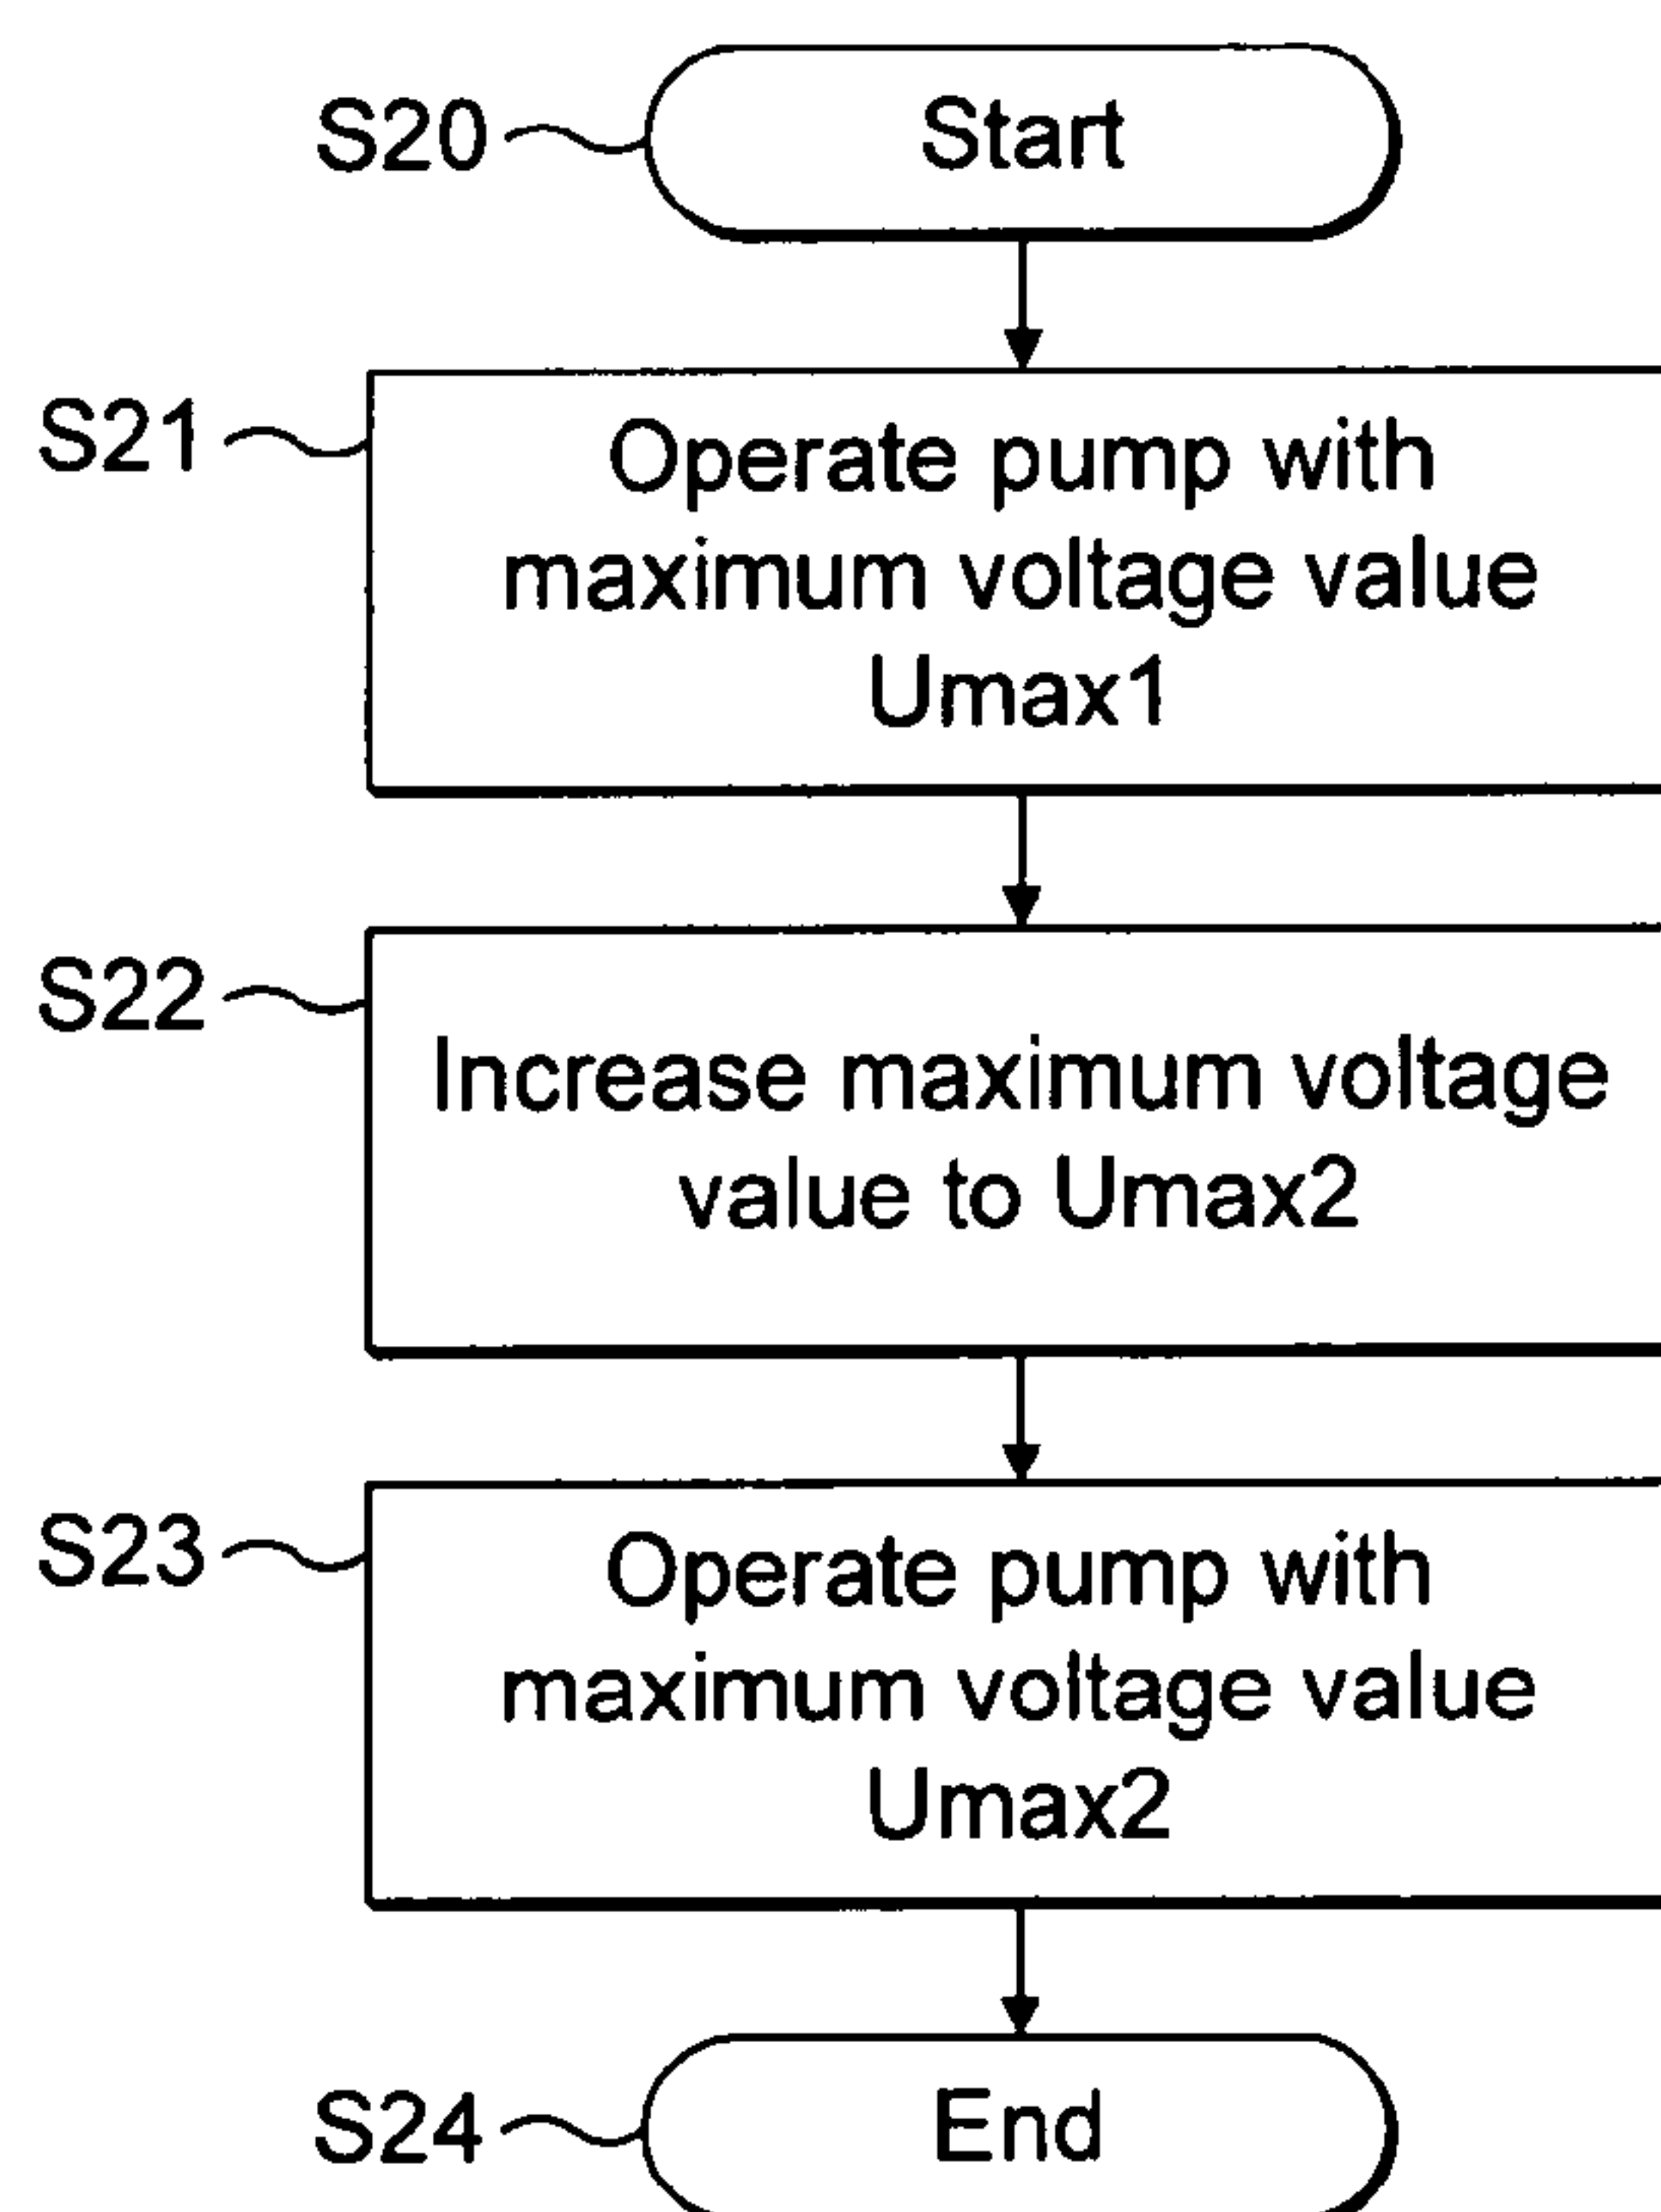 S20 Start
S21
Operate pump with
maximum voltage value
Umax1
S22
Increase maximum voltage
value to Umax2
S23
Operate pump with
maximum voltage value
Umax2
S24 End